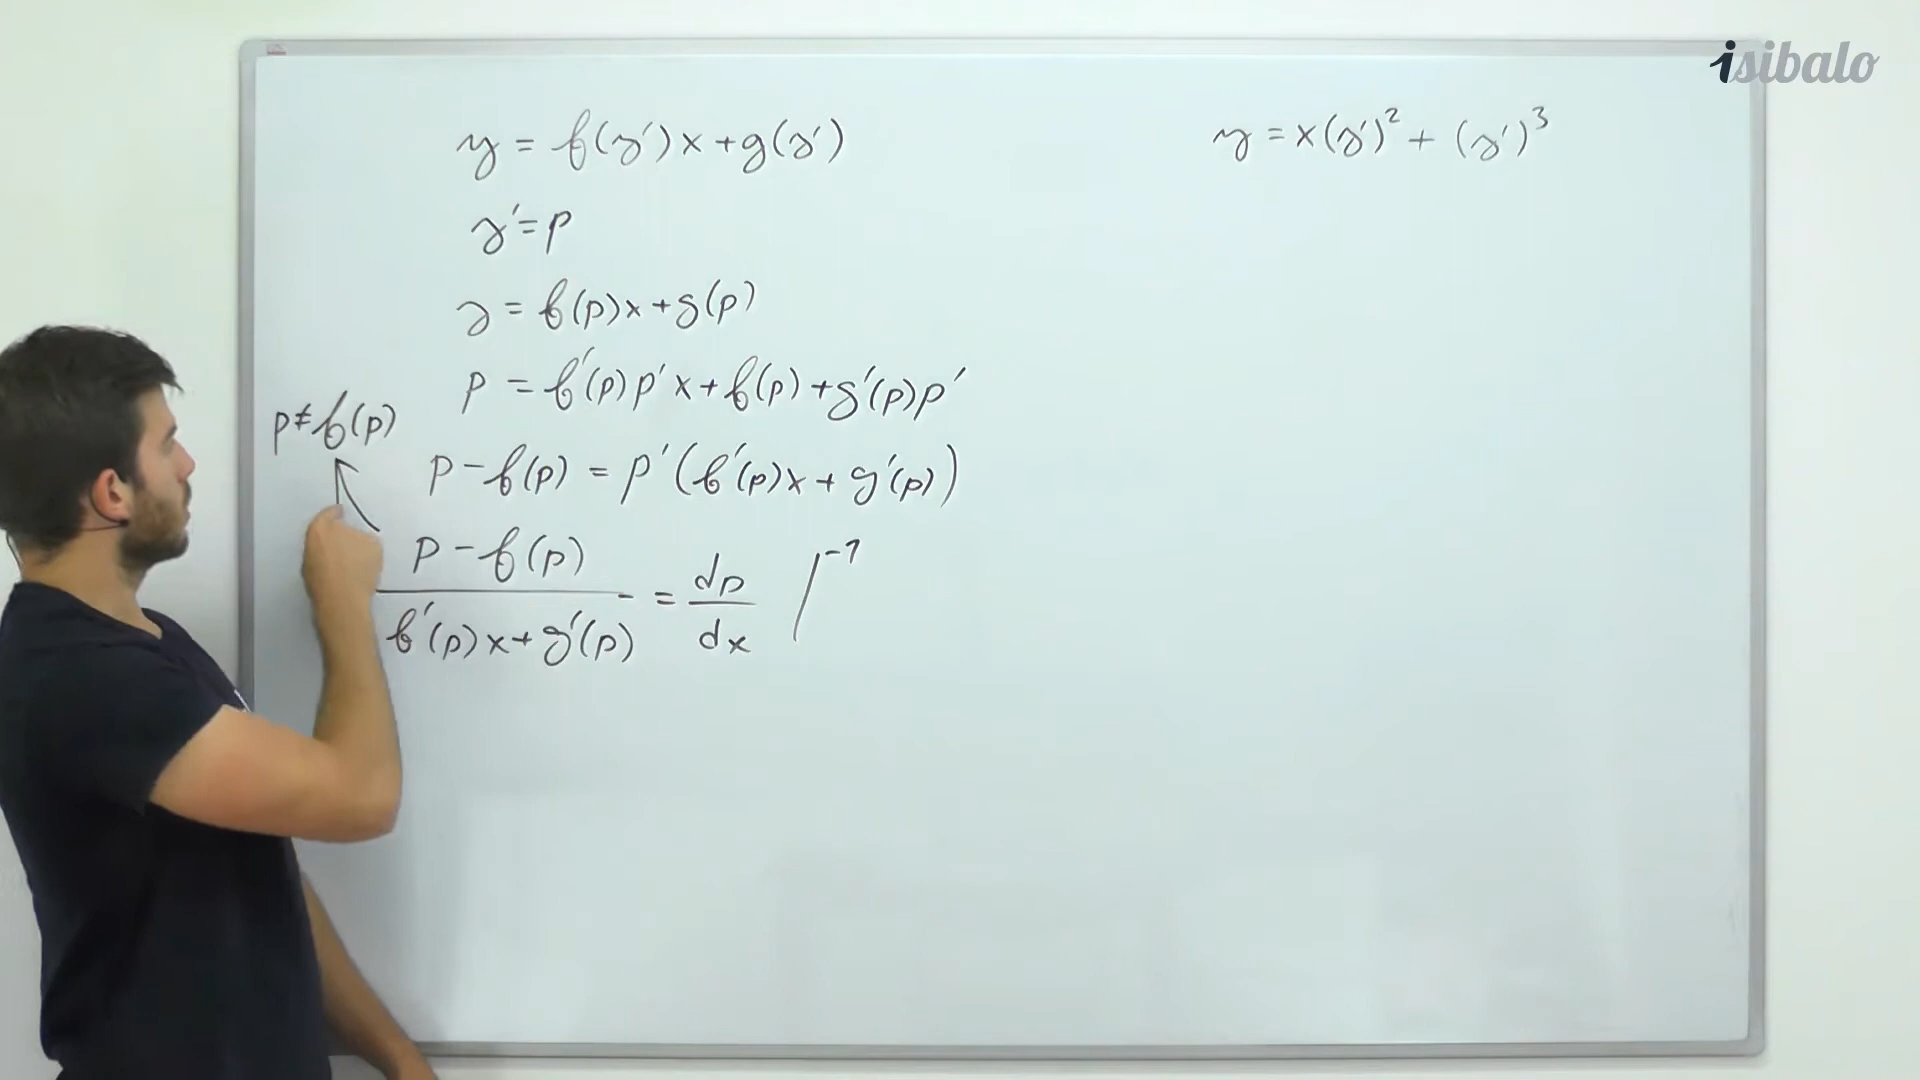 isibalo
y = f(y')x + g(y')
y' = p
y = f(p)x + g(p)
p = f'(p)p'x + f(p) + g'(p)p'
p ≠ f(p)
p - f(p) = p'(f'(p)x + g'(p))
p - f(p) / f'(p)x + g'(p) = dp/dx /⁻¹
y = x(y')² + (y')³